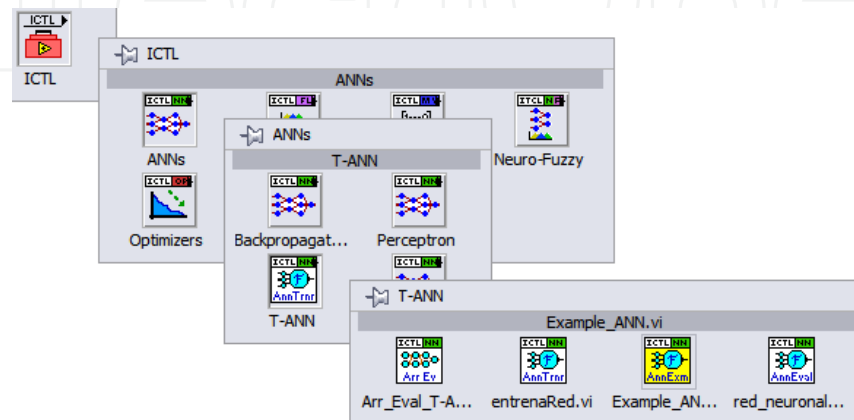 ICTL
ICTL
ICTL
ANNs
ICTL NN
ICTL FL
ICTL
ANNs
Neuro-Fuzzy
ANNs
T-ANN
ICTL
Optimizers
ICTL NN
Backpropagat...
ICTL NN
Perceptron
ICTL NN
AnnTrnr
T-ANN
ICTL NN
T-ANN
Example_ANN.vi
ICTL NN
Arr Ev
Arr_Eval_T-A...
ICTL NN
AnnTrnr
entrenaRed.vi
ICTL NN
AnnExm
Example_AN...
ICTL NN
AnnEval
red_neuronal...